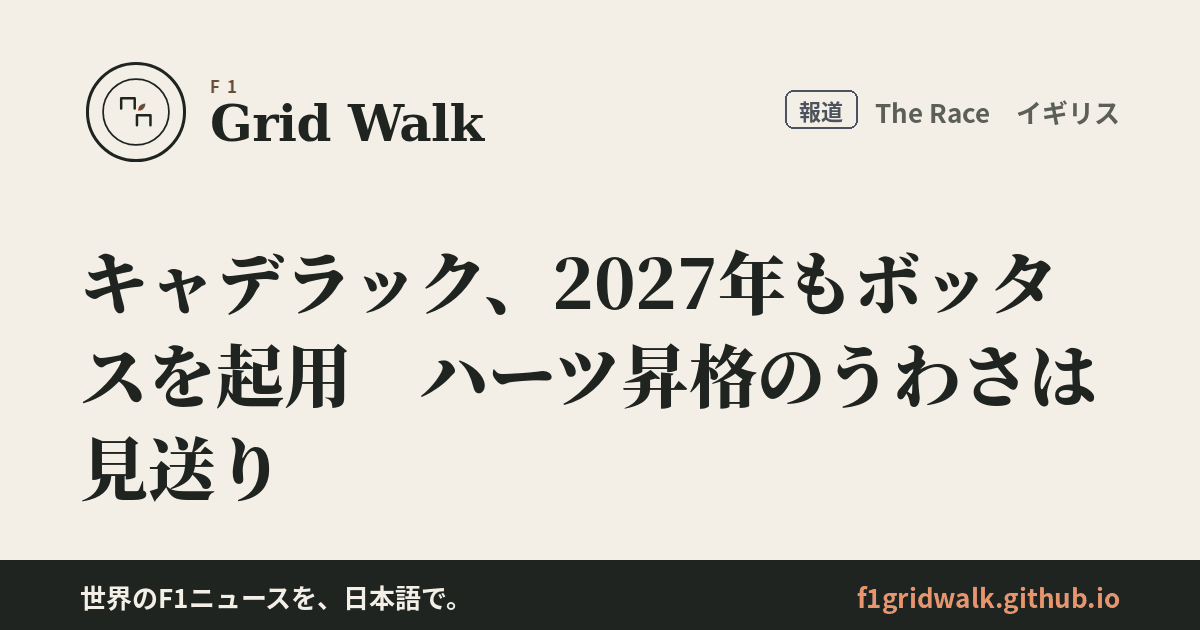 F1
Grid Walk
報道
The Race　イギリス
キャデラック、2027年もボッタ
スを起用　ハーツ昇格のうわさは
見送り
世界のF1ニュースを、日本語で。
f1gridwalk.github.io